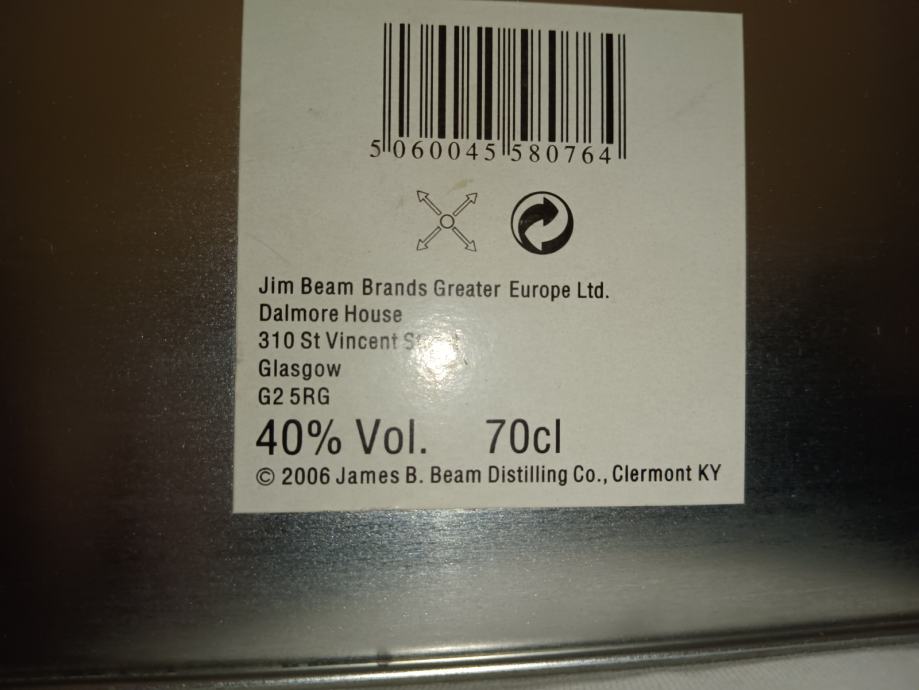 5 060045 580764
Jim Beam Brands Greater Europe Ltd.
Dalmore House
310 St Vincent
Glasgow
G2 5RG
40% Vol. 70cl
© 2006 James B. Beam Distilling Co., Clermont KY